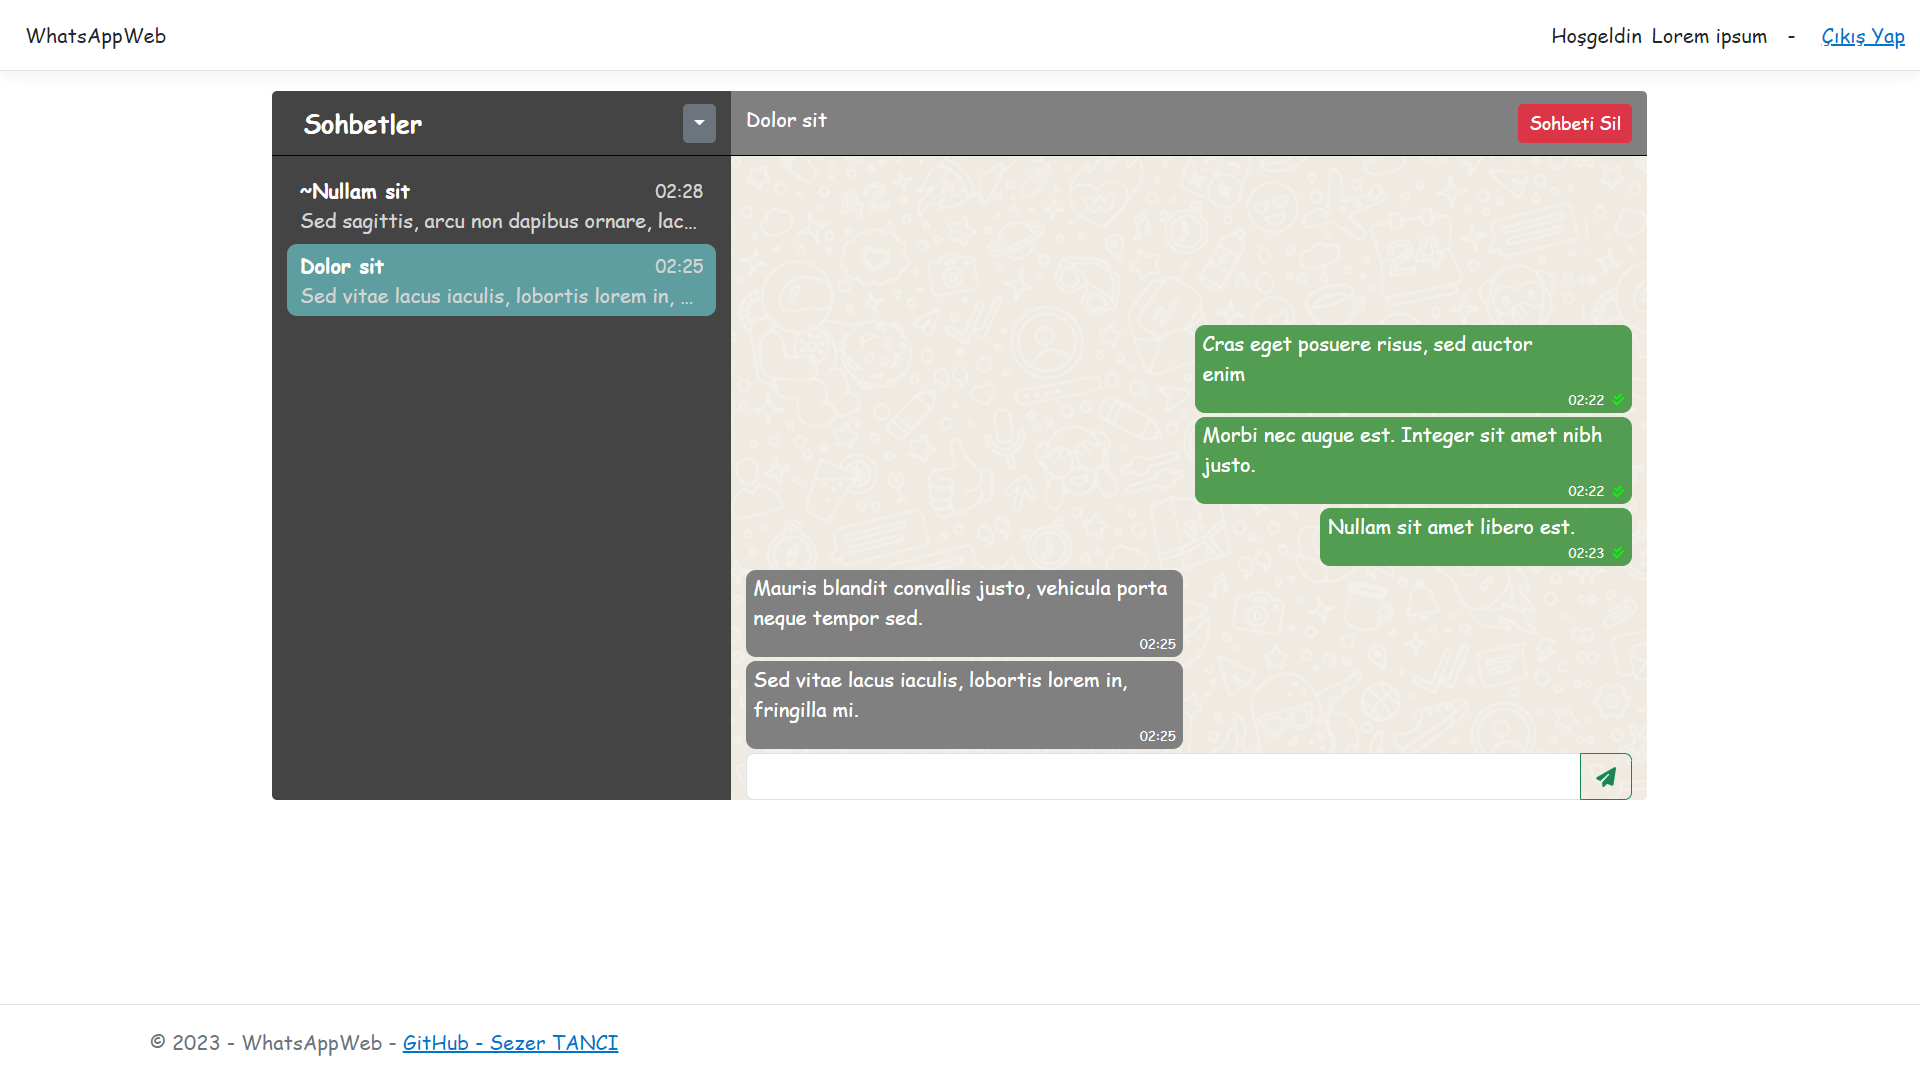 WhatsAppWeb
Hoşgeldin Lorem ipsum - Çıkış Yap
Sohbetler
~Nullam sit 02:28
Sed sagittis, arcu non dapibus ornare, lac...
Dolor sit 02:25
Sed vitae lacus iaculis, lobortis lorem in, ...
Dolor sit
Sohbeti Sil
Cras eget posuere risus, sed auctor
enim
02:22
Morbi nec augue est. Integer sit amet nibh
justo.
02:22
Nullam sit amet libero est.
02:23
Mauris blandit convallis justo, vehicula porta
neque tempor sed.
02:25
Sed vitae lacus iaculis, lobortis lorem in,
fringilla mi.
02:25
© 2023 - WhatsAppWeb - GitHub - Sezer TANCI